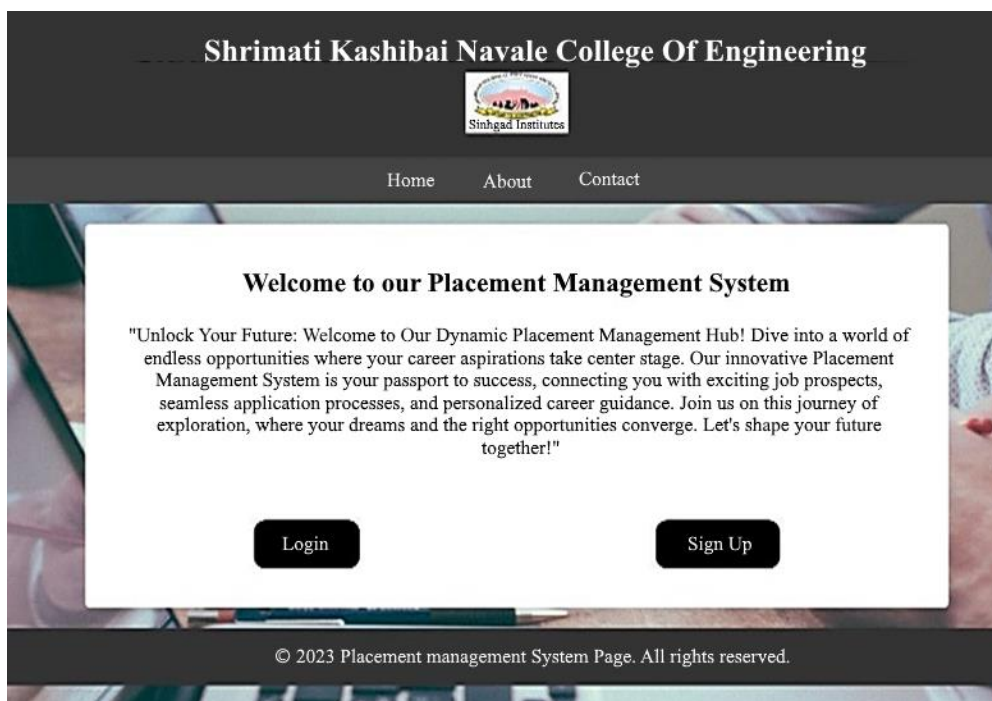 Shrimati Kashibai Navale College Of Engineering
Sinhgad Institutes
Home About Contact
Welcome to our Placement Management System
"Unlock Your Future: Welcome to Our Dynamic Placement Management Hub! Dive into a world of
endless opportunities where your career aspirations take center stage. Our innovative Placement
Management System is your passport to success, connecting you with exciting job prospects,
seamless application processes, and personalized career guidance. Join us on this journey of
exploration, where your dreams and the right opportunities converge. Let's shape your future
together!"
Login Sign Up
© 2023 Placement management System Page. All rights reserved.